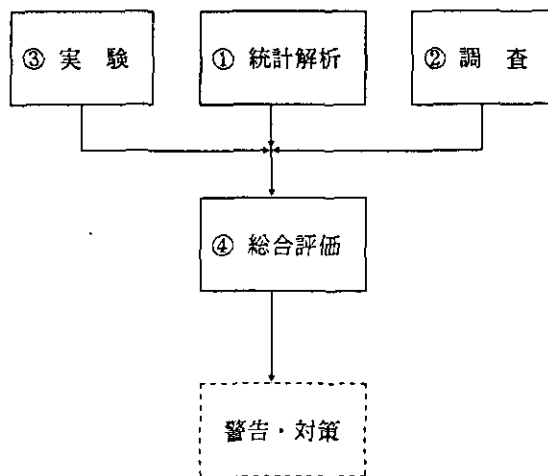 ③ 実　験
① 統計解析
② 調　査
④ 総合評価
警告・対策